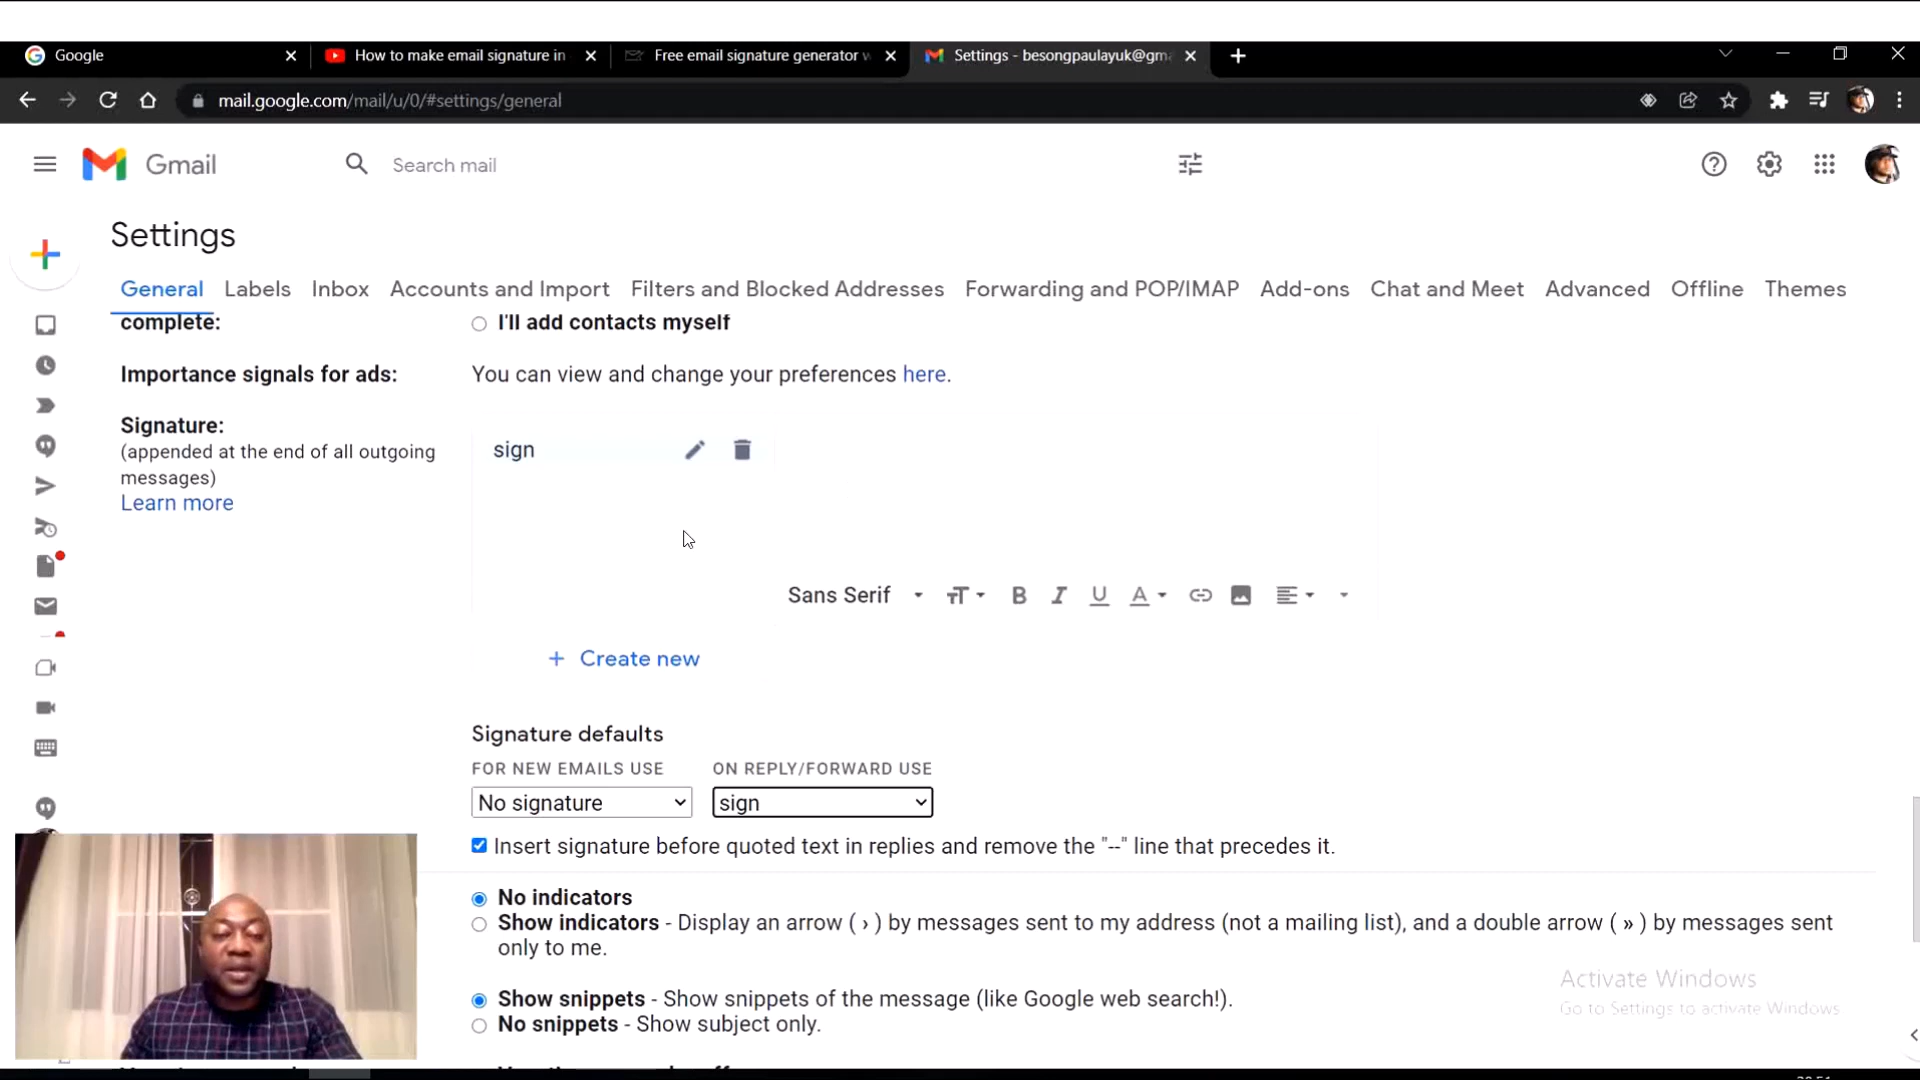 Google
How to make email signature in
Free email signature generator w
Settings - besongpaulayuk@gm
mail.google.com/mail/u/0/#settings/general
Gmail
Search mail
Settings
General Labels Inbox Accounts and Import Filters and Blocked Addresses Forwarding and POP/IMAP Add-ons Chat and Meet Advanced Offline Themes
complete:
I'll add contacts myself
Importance signals for ads:
You can view and change your preferences here.
Signature:
(appended at the end of all outgoing
messages)
Learn more
sign
Sans Serif
+ Create new
Signature defaults
FOR NEW EMAILS USE
ON REPLY/FORWARD USE
No signature
sign
Insert signature before quoted text in replies and remove the "--" line that precedes it.
No indicators
Show indicators - Display an arrow ( › ) by messages sent to my address (not a mailing list), and a double arrow ( » ) by messages sent
only to me.
Show snippets - Show snippets of the message (like Google web search!).
No snippets - Show subject only.
Activate Windows
Go to Settings to activate Windows